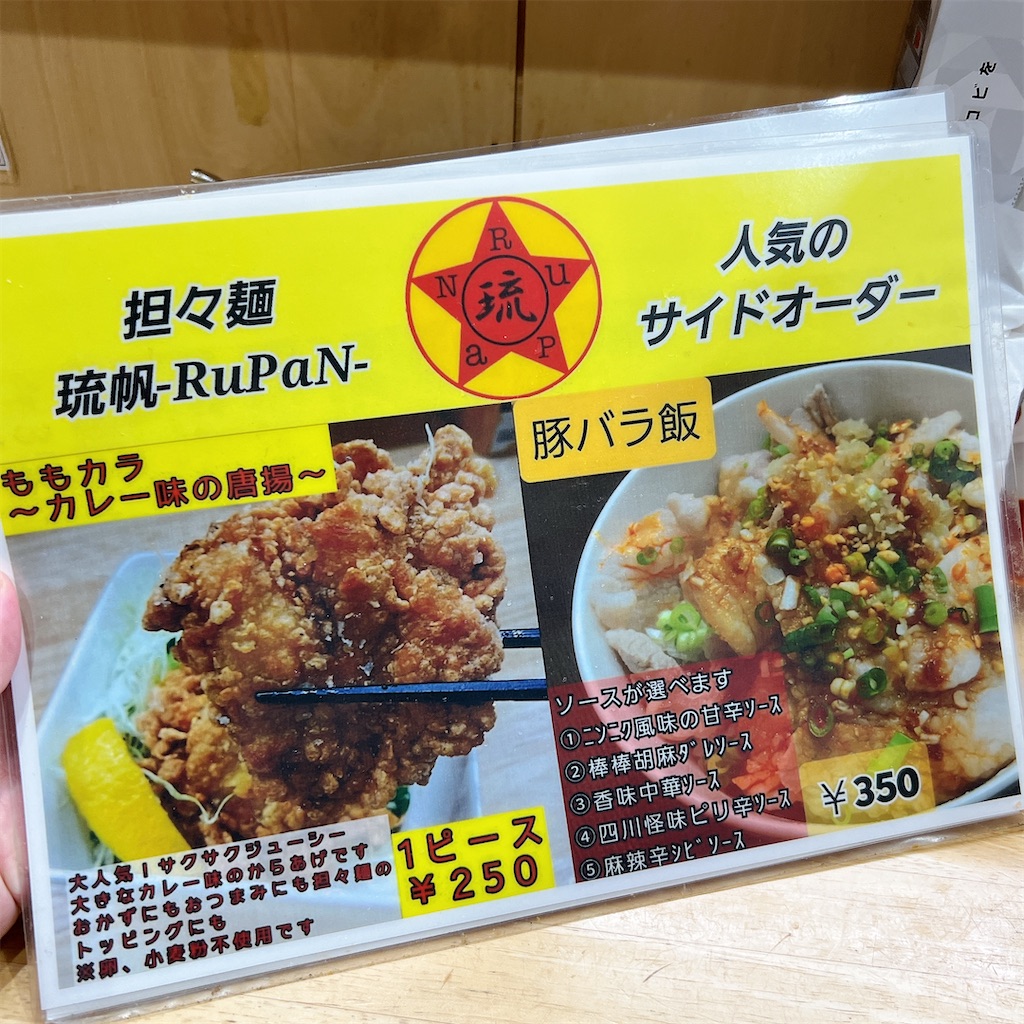 担々麺
琉帆-RuPaN-
RuPaN
琉
人気の
サイドオーダー
ももカラ
～カレー味の唐揚～
大人気!サクサクジューシー
大きなカレー味のからあげです
おかずにもおつまみにも担々麺の
トッピングにも
※卵、小麦粉不使用です
1ピース
¥250
豚バラ飯
ソースが選べます
①ﾆﾝﾆｸ風味の甘辛ｿｰｽ
②棒棒胡麻ﾀﾞﾚｿｰｽ
③香味中華ｿｰｽ
④四川怪味ピリ辛ｿｰｽ
⑤麻辣辛ｼﾋﾞｿｰｽ
¥350